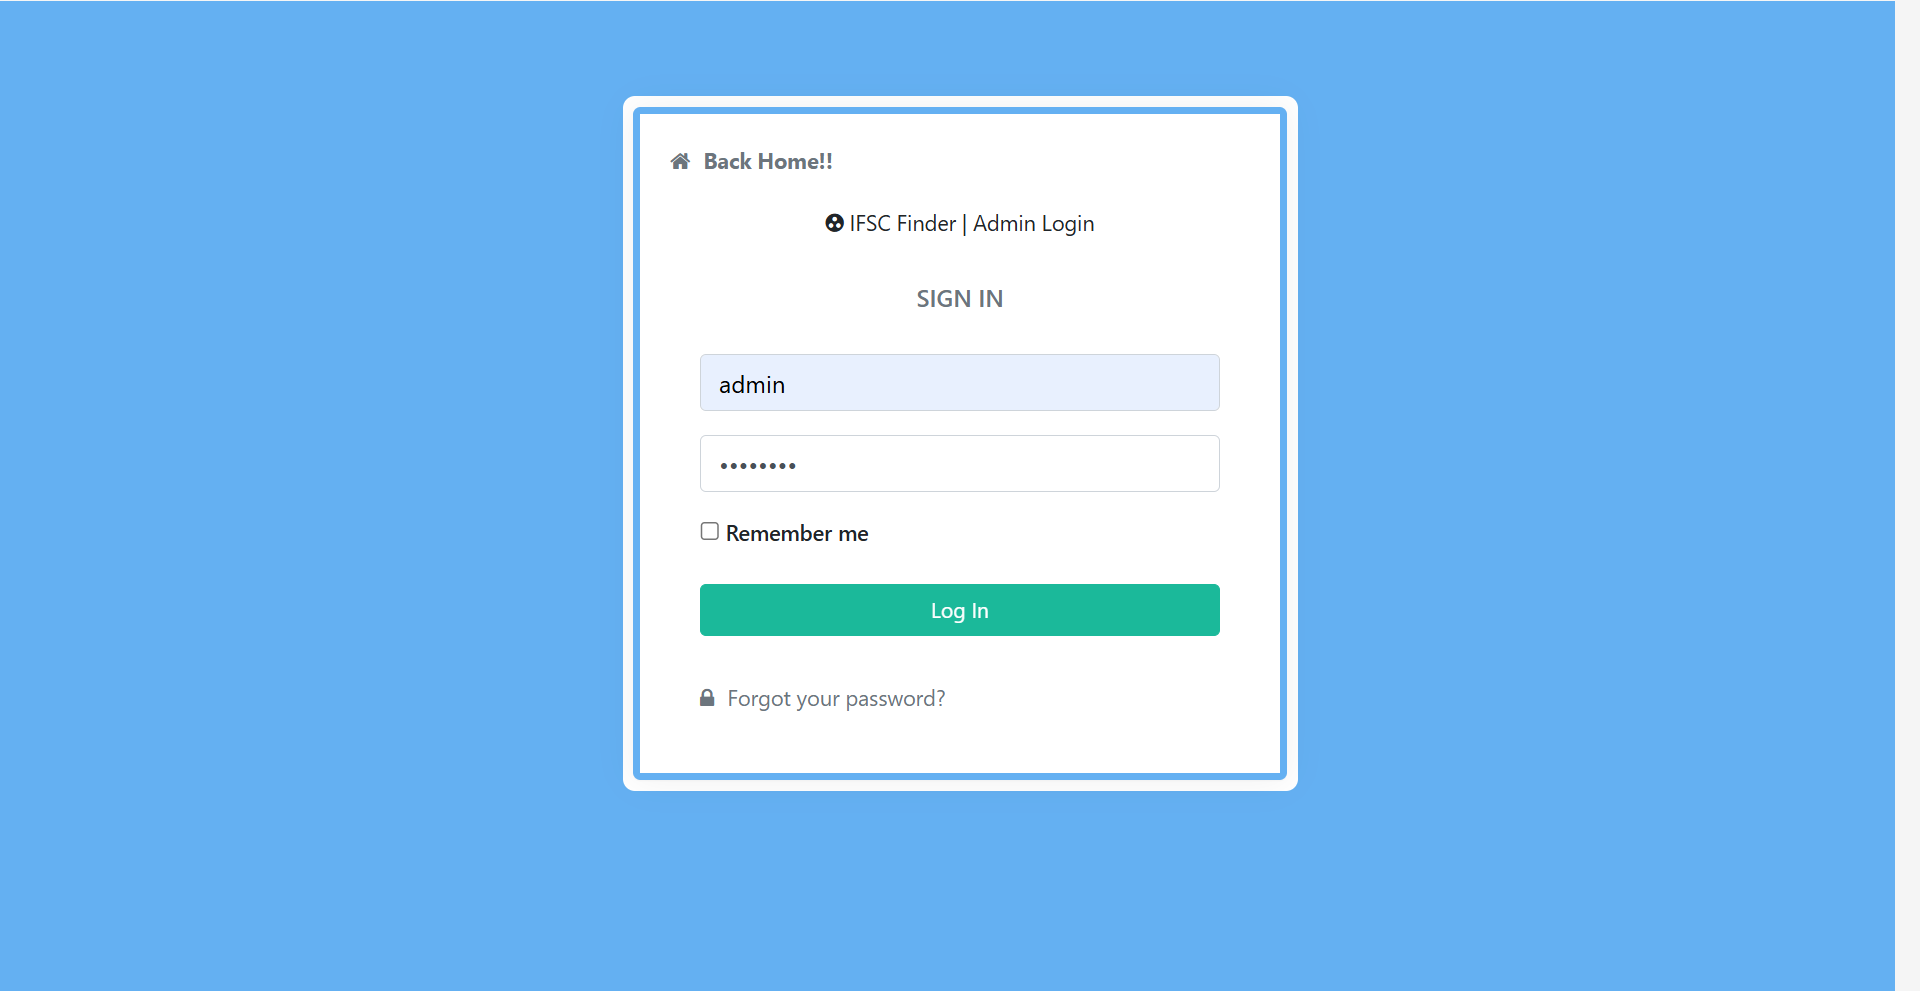 Back Home!!
IFSC Finder | Admin Login
SIGN IN
admin
••••••••
Remember me
Log In
Forgot your password?